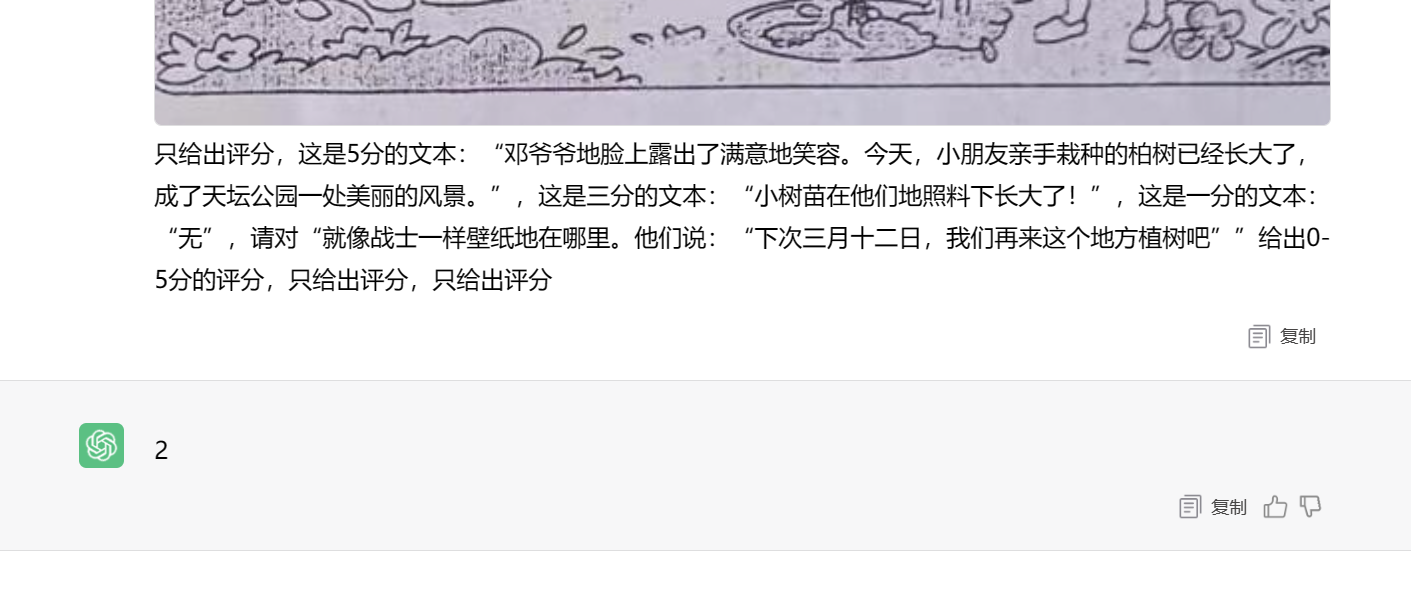 只给出评分，这是5分的文本：“邓爷爷地脸上露出了满意地笑容。今天，小朋友亲手栽种的柏树已经长大了，
成了天坛公园一处美丽的风景。”，这是三分的文本：“小树苗在他们地照料下长大了！”，这是一分的文本：
“无”，请对“就像战士一样壁纸地在哪里。他们说：“下次三月十二日，我们再来这个地方植树吧””给出0-
5分的评分，只给出评分，只给出评分
复制
2
复制